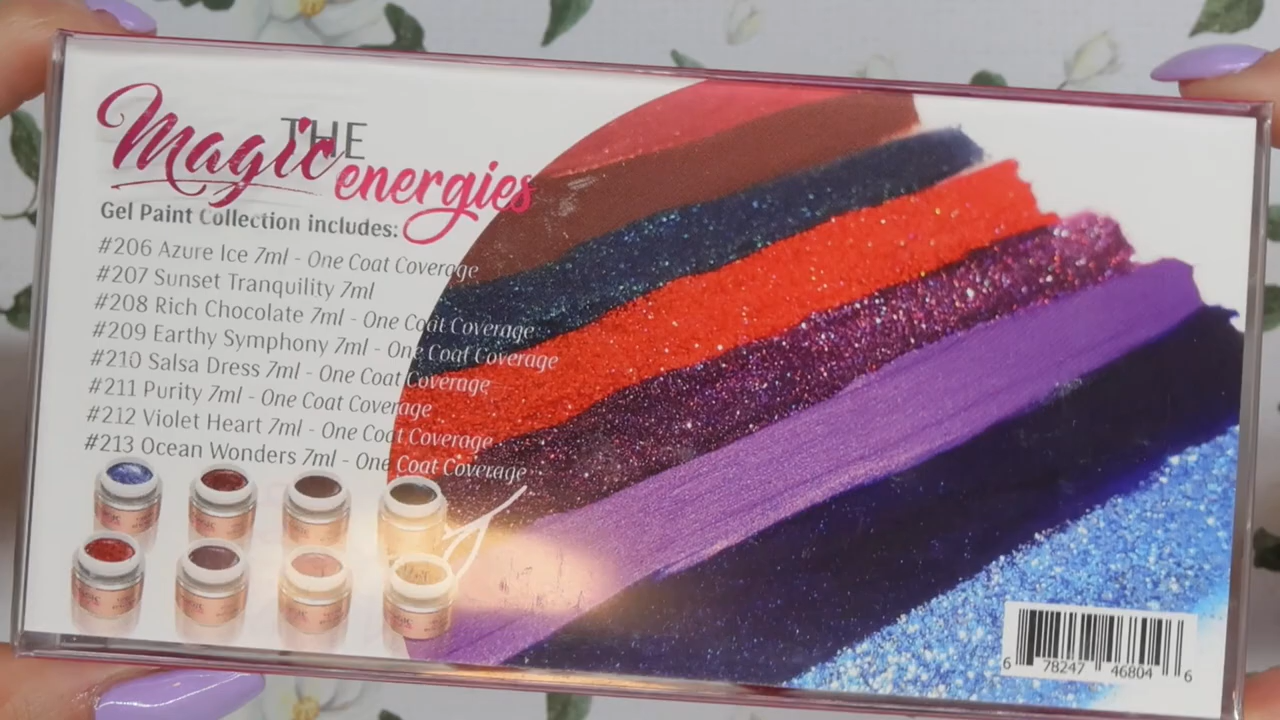 THE
Magic
energies
Gel Paint Collection includes:
#206 Azure Ice 7ml - One Coat Coverage
#207 Sunset Tranquility 7ml
#208 Rich Chocolate 7ml - One Coat Coverage
#209 Earthy Symphony 7ml - One Coat Coverage
#210 Salsa Dress 7ml - One Coat Coverage
#211 Purity 7ml - One Coat Coverage
#212 Violet Heart 7ml - One Coat Coverage
#213 Ocean Wonders 7ml - One Coat Coverage
6 78247 46804 6